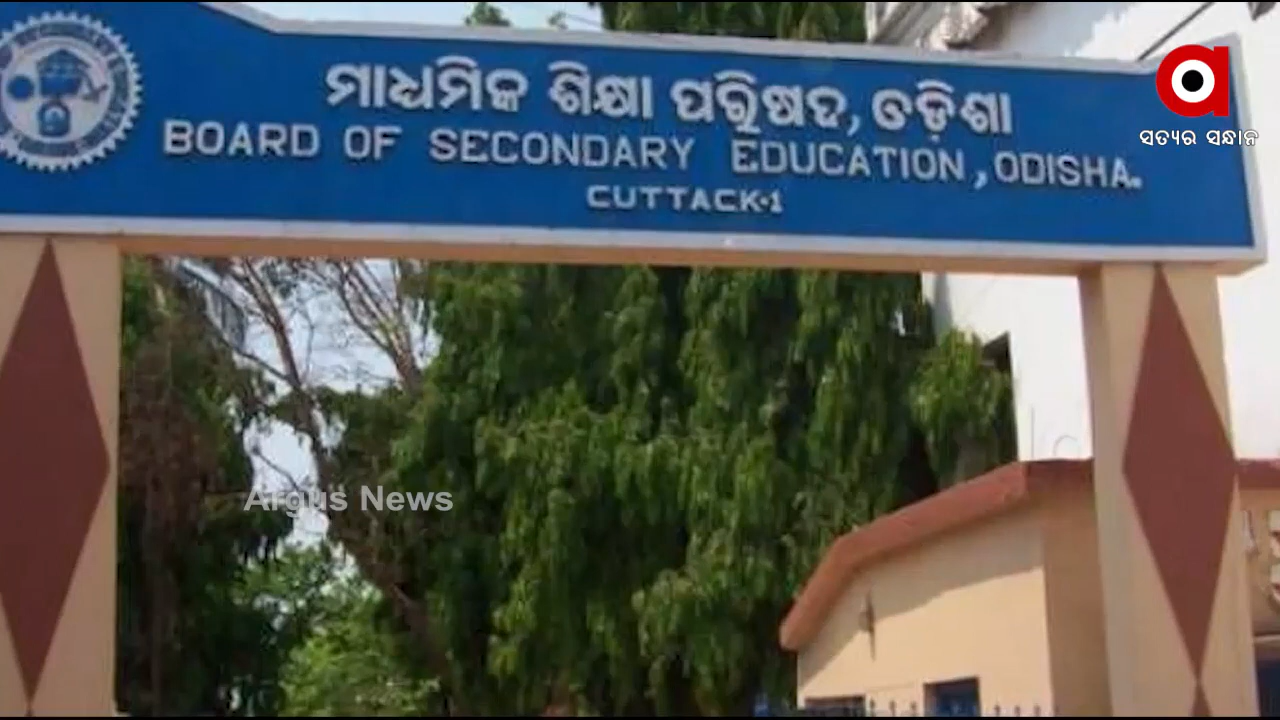 ମାଧ୍ୟମିକ ଶିକ୍ଷା ପରିଷଦ, ଓଡ଼ିଶା
BOARD OF SECONDARY EDUCATION, ODISHA.
CUTTACK-1
ସତ୍ୟର ସନ୍ଧାନ
Argus News